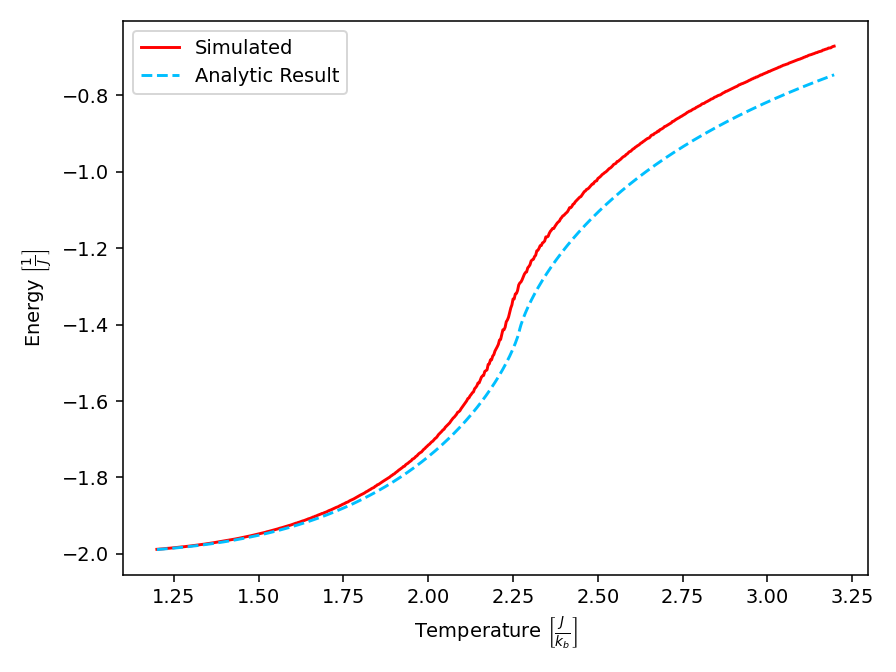 Simulated
Analytic Result
−0.8
−1.0
−1.2
−1.4
−1.6
−1.8
−2.0
Energy [1/J]
1.25 1.50 1.75 2.00 2.25 2.50 2.75 3.00 3.25
Temperature [J/k_b]